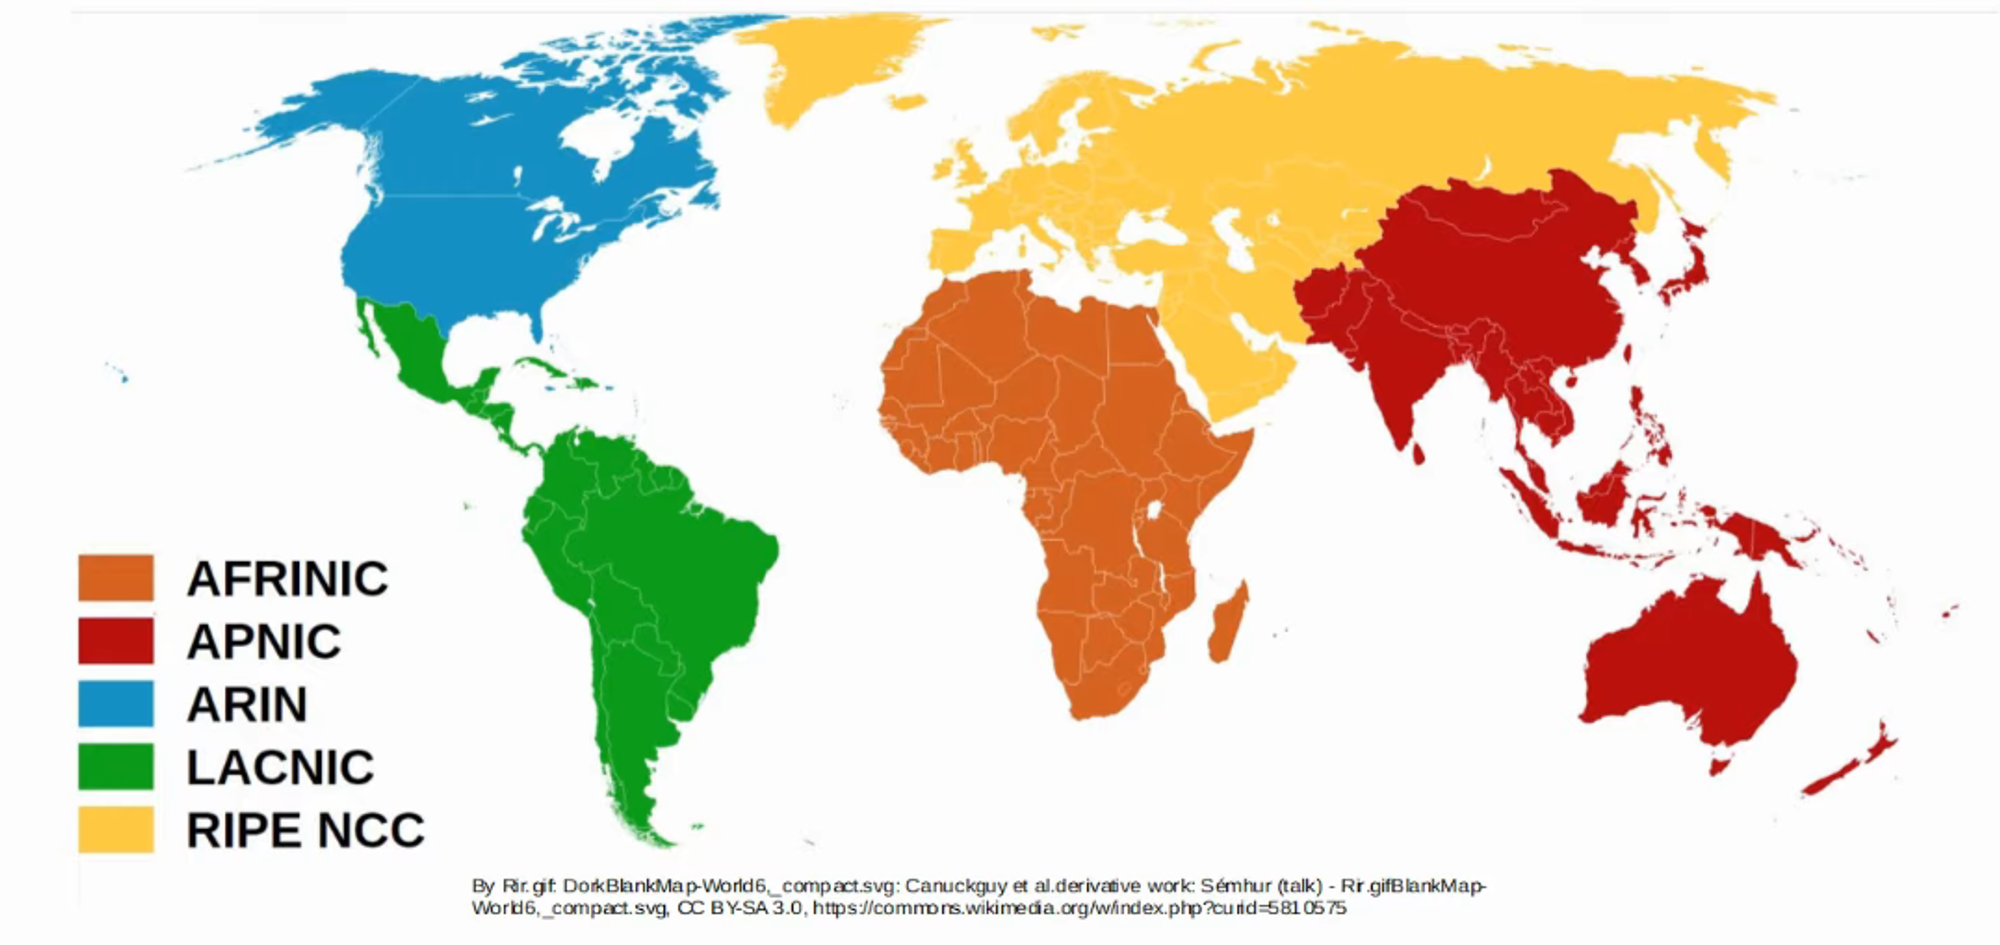 AFRINIC
APNIC
ARIN
LACNIC
RIPE NCC
By Rir.gif: DorkBlankMap-World6,_compact.svg: Canuckguy et al.derivative work: Sémhur (talk) - Rir.gifBlankMap-
World6,_compact.svg, CC BY-SA 3.0, https://commons.wikimedia.org/w/index.php?curid=5810575